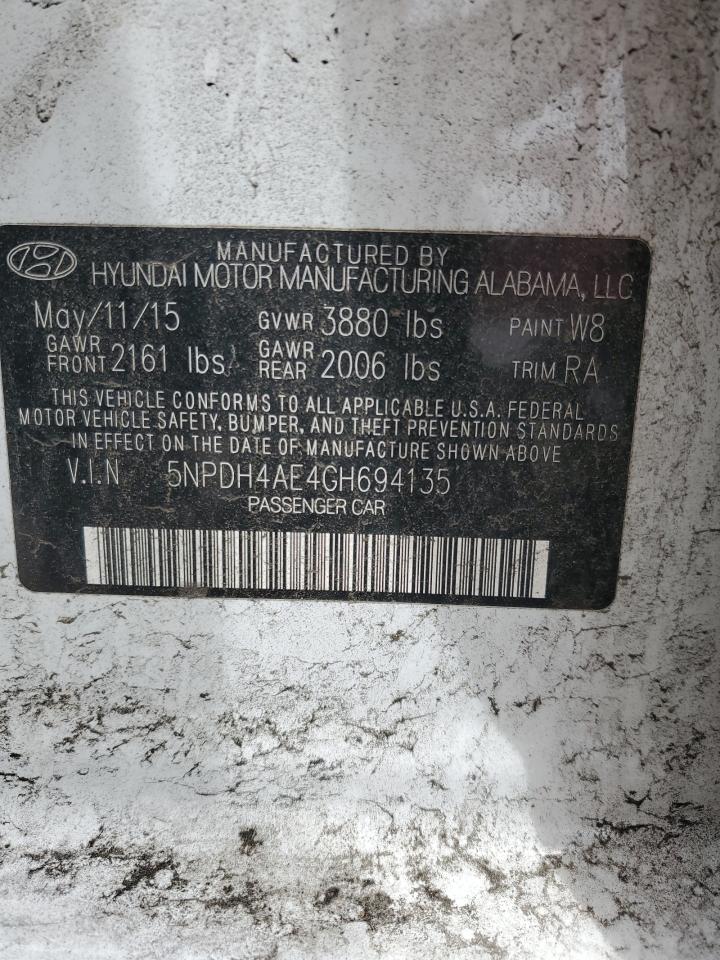 MANUFACTURED BY
HYUNDAI MOTOR MANUFACTURING ALABAMA, LLC
May/11/15 GVWR 3880 lbs PAINT W8
GAWR FRONT 2161 lbs GAWR REAR 2006 lbs TRIM RA
THIS VEHICLE CONFORMS TO ALL APPLICABLE U.S.A. FEDERAL
MOTOR VEHICLE SAFETY, BUMPER, AND THEFT PREVENTION STANDARDS
IN EFFECT ON THE DATE OF MANUFACTURE SHOWN ABOVE
V.I.N 5NPDH4AE4GH694135
PASSENGER CAR